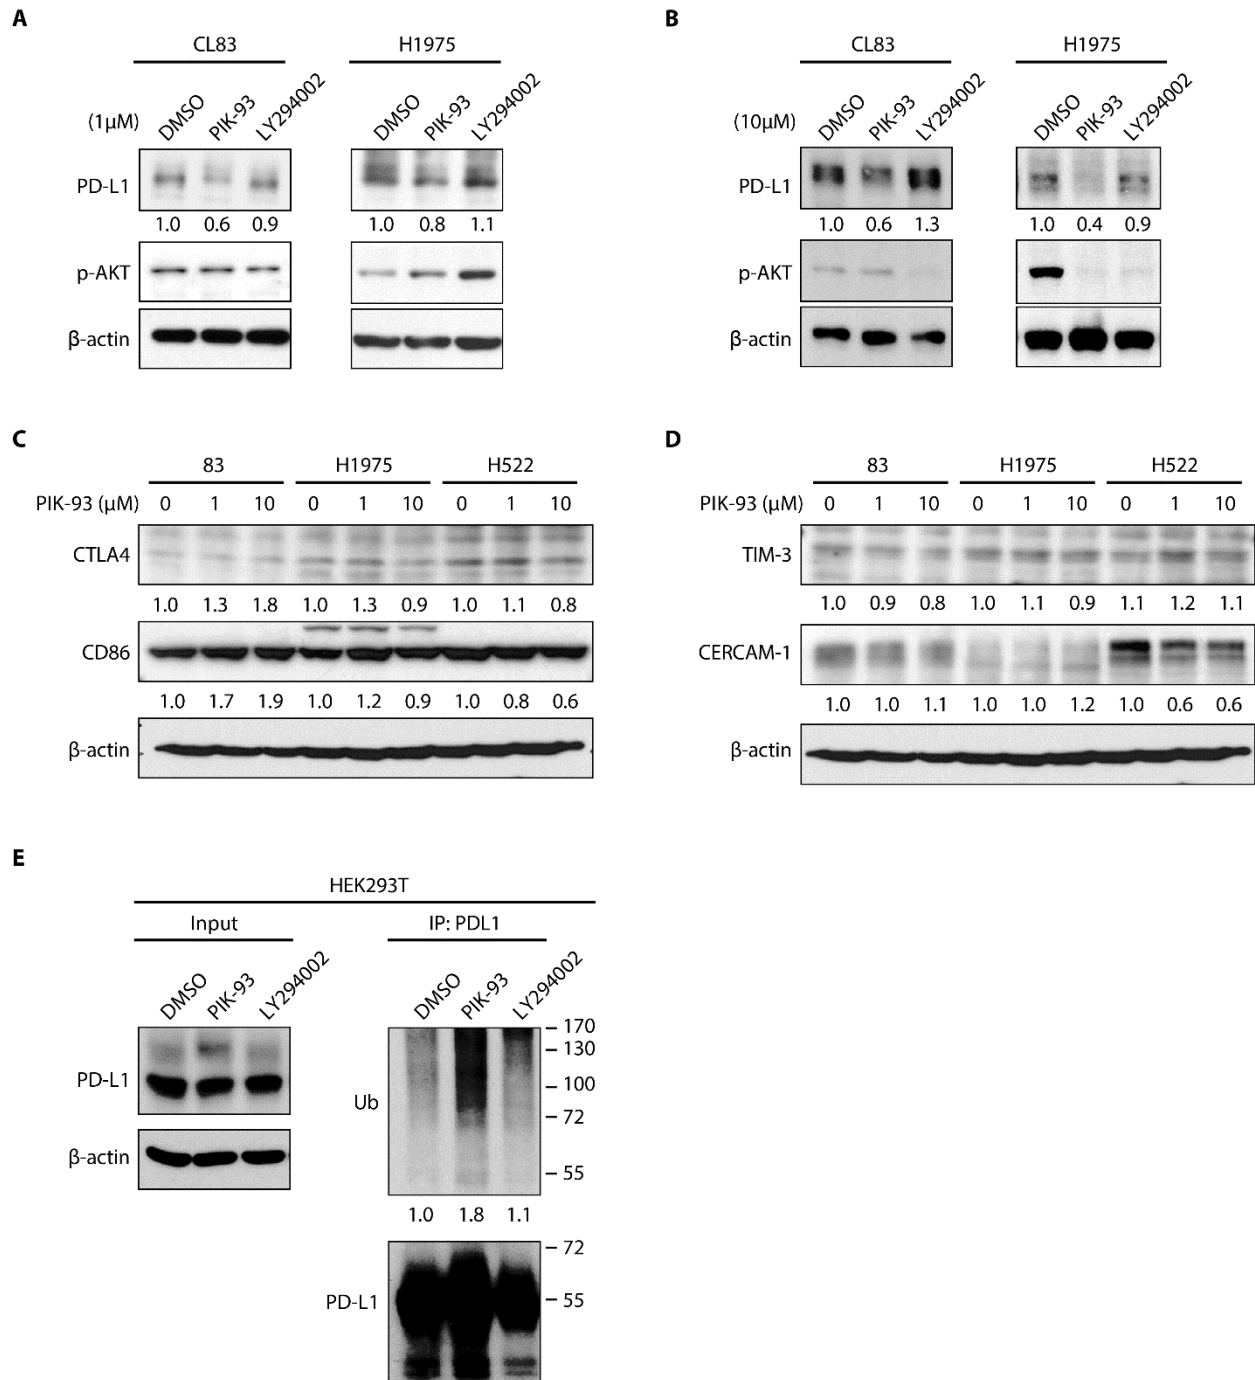 A
CL83 H1975
(1μM) DMSO PIK-93 LY294002 DMSO PIK-93 LY294002
PD-L1
1.0 0.6 0.9 1.0 0.8 1.1
p-AKT
β-actin
B
CL83 H1975
(10μM) DMSO PIK-93 LY294002 DMSO PIK-93 LY294002
PD-L1
1.0 0.6 1.3 1.0 0.4 0.9
p-AKT
β-actin
C
83 H1975 H522
PIK-93 (μM) 0 1 10 0 1 10 0 1 10
CTLA4
1.0 1.3 1.8 1.0 1.3 0.9 1.0 1.1 0.8
CD86
1.0 1.7 1.9 1.0 1.2 0.9 1.0 0.8 0.6
β-actin
D
83 H1975 H522
PIK-93 (μM) 0 1 10 0 1 10 0 1 10
TIM-3
1.0 0.9 0.8 1.0 1.1 0.9 1.1 1.2 1.1
CERCAM-1
1.0 1.0 1.1 1.0 1.0 1.2 1.0 0.6 0.6
β-actin
E
HEK293T
Input IP: PDL1
DMSO PIK-93 LY294002 DMSO PIK-93 LY294002
PD-L1
β-actin
Ub
170
130
100
72
55
1.0 1.8 1.1
PD-L1
72
55